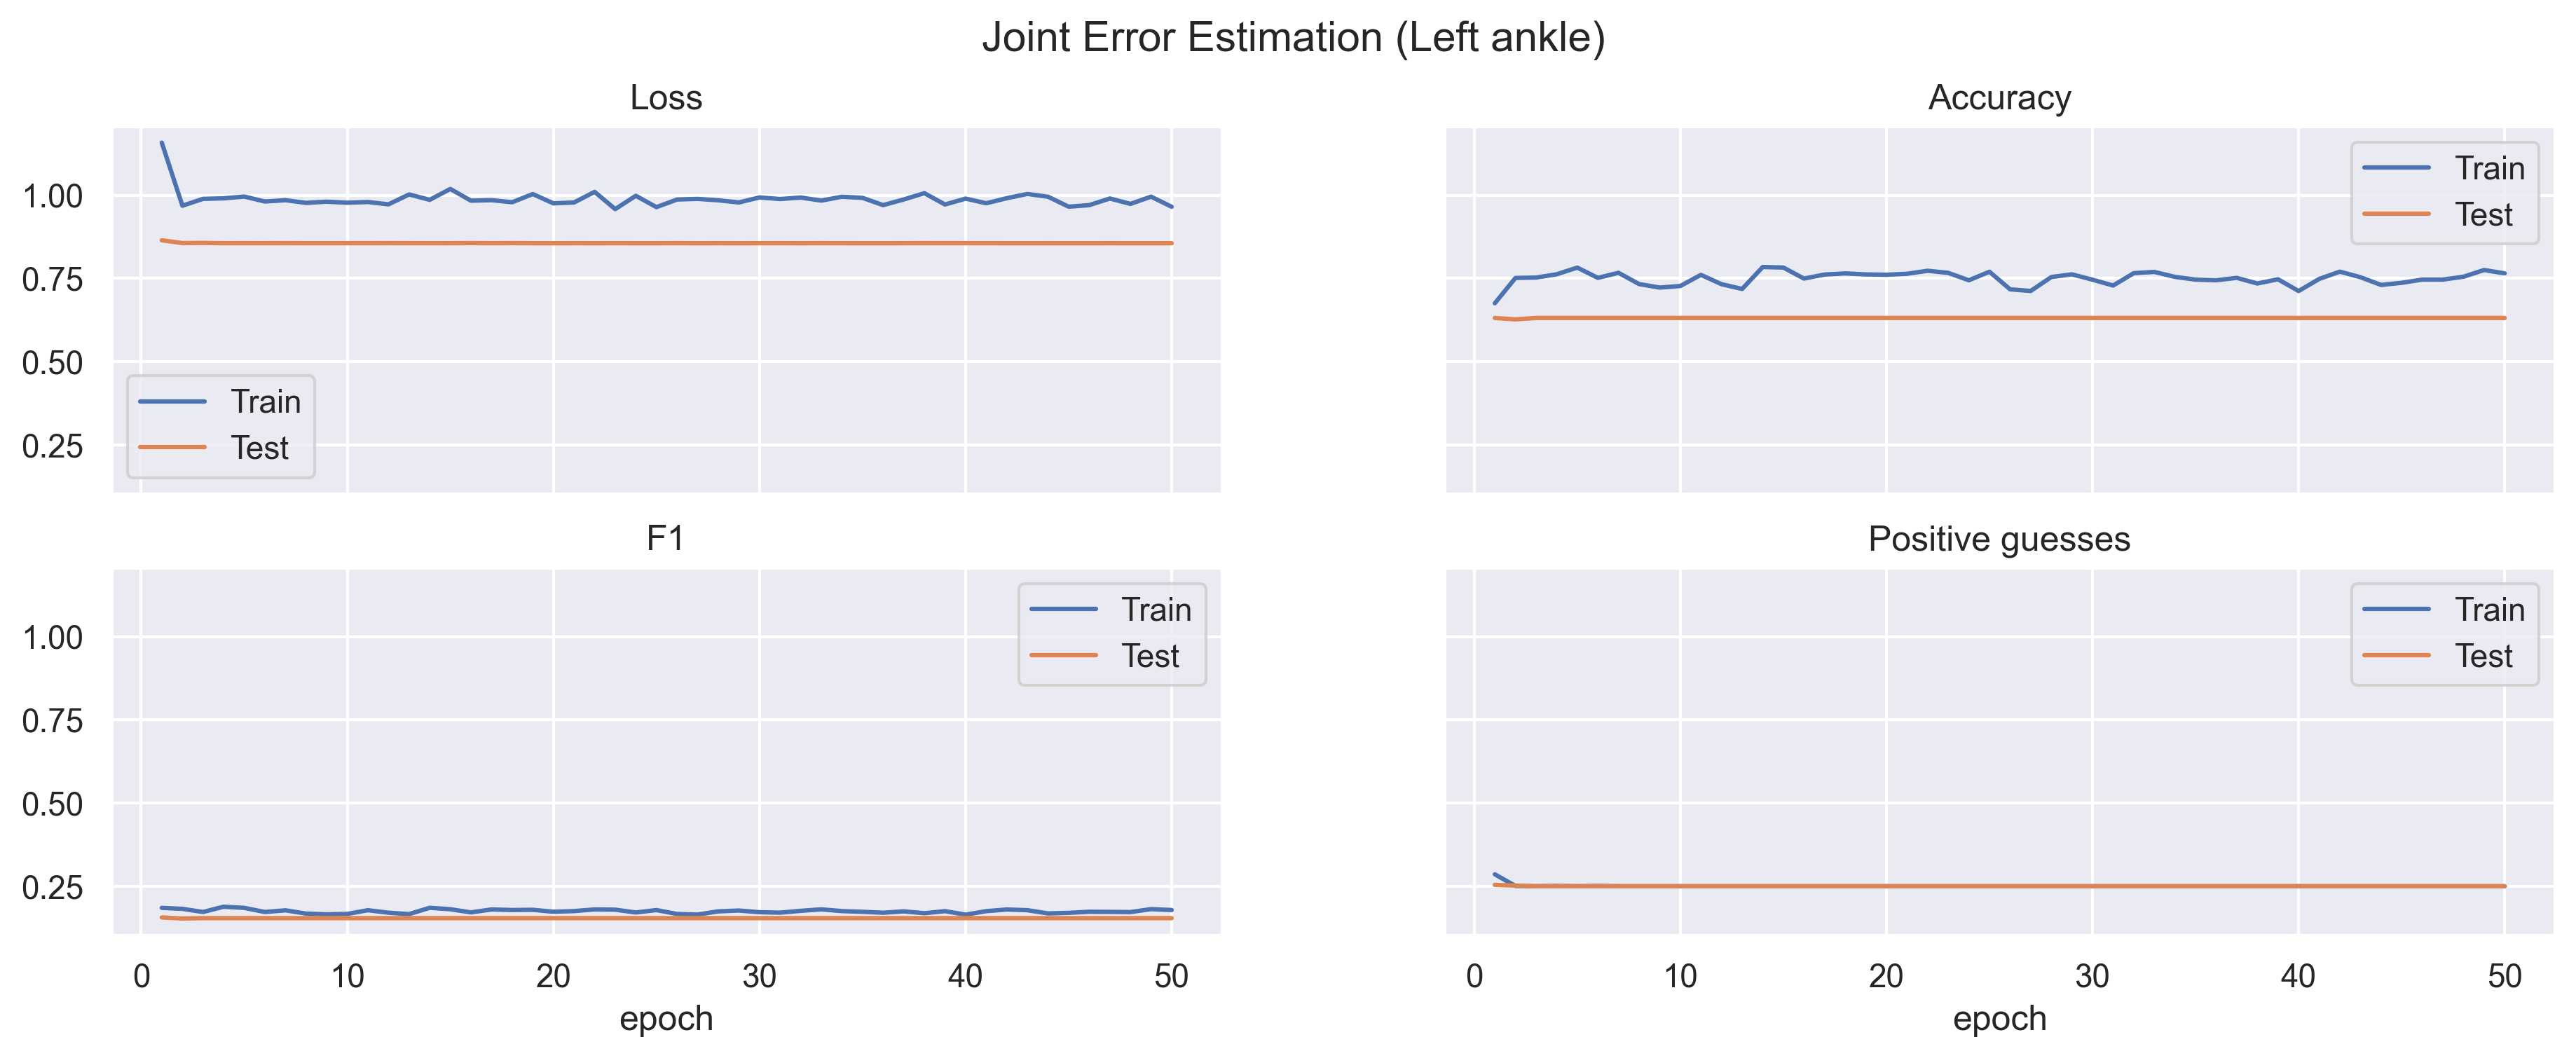 Joint Error Estimation (Left ankle)
Loss
1.00
0.75
0.50
0.25
Train
Test
Accuracy
Train
Test
F1
1.00
0.75
0.50
0.25
Train
Test
0 10 20 30 40 50
epoch
Positive guesses
Train
Test
0 10 20 30 40 50
epoch